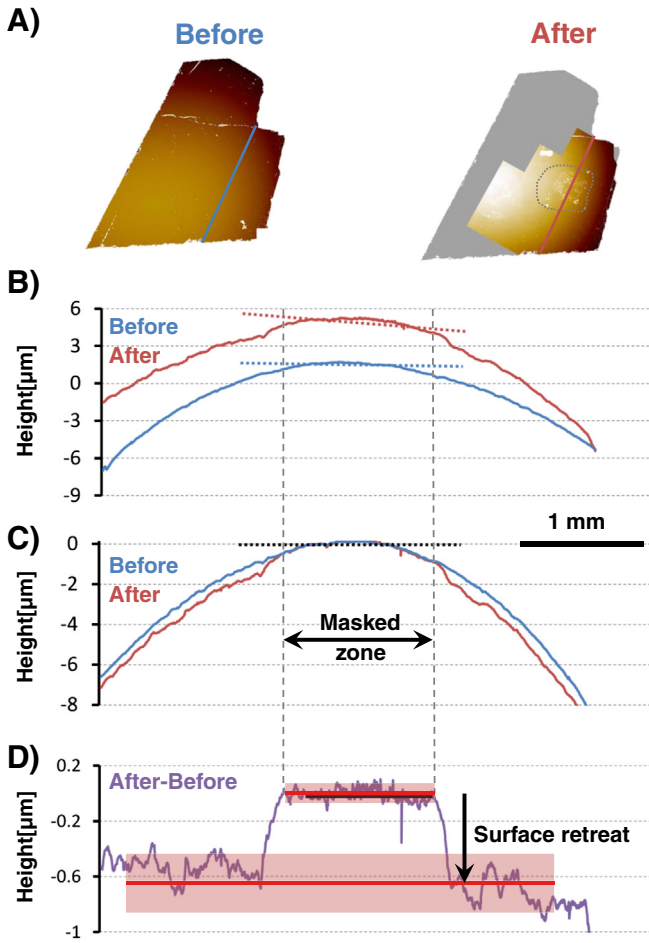 A)
Before
After
B)
Height[µm]
6
3
0
-3
-6
-9
Before
After
C)
Height[µm]
0
-2
-4
-6
-8
Before
After
Masked
zone
1 mm
D)
Height[µm]
0.2
-0.2
-0.6
-1
After-Before
Surface retreat